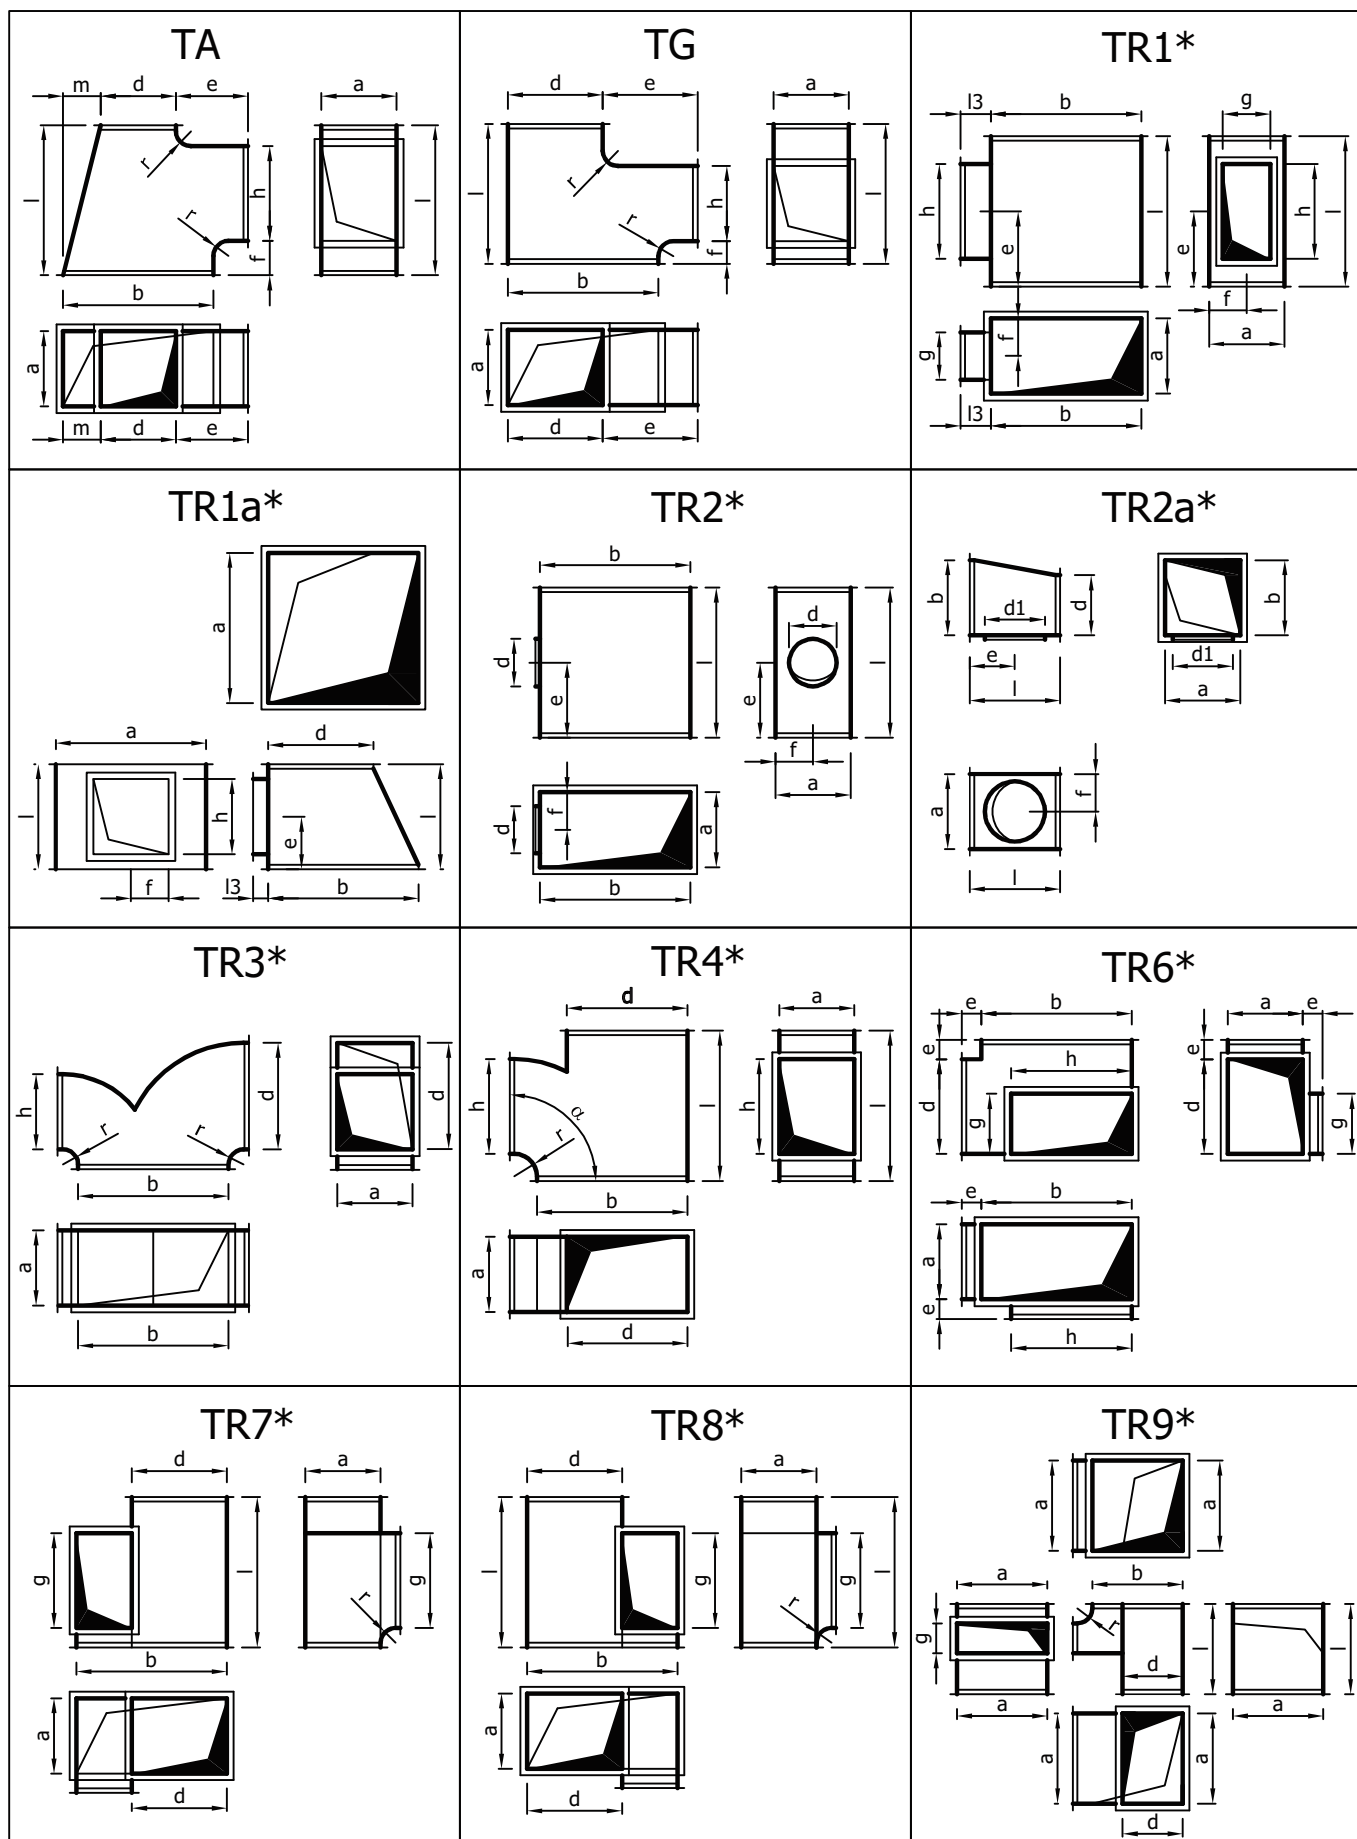 TA
m d e a
l r h l
r f
b
a
m d e
TG
d e a
l r h l
r f
b
a
d e
TR1*
l3 b g
h e l h l e
f a
g f a
l3 b
TR1a*
a
a d
l h e l
f l3 b
TR2*
b
d e l d e l
f a
d f a
b
TR2a*
b d1 d b
e d1
l a
a f
l
TR3*
h r r d d
b a
a
b
TR4*
d a
h α r l h l
b
a
d
TR6*
e b a e
e h e
d g d g
e b
a
e
h
TR7*
d a
g l g
r
b
a
d
TR8*
d a
l g g l
r
b
a
d
TR9*
a a
a b
g r l l
d
a a
a a
d